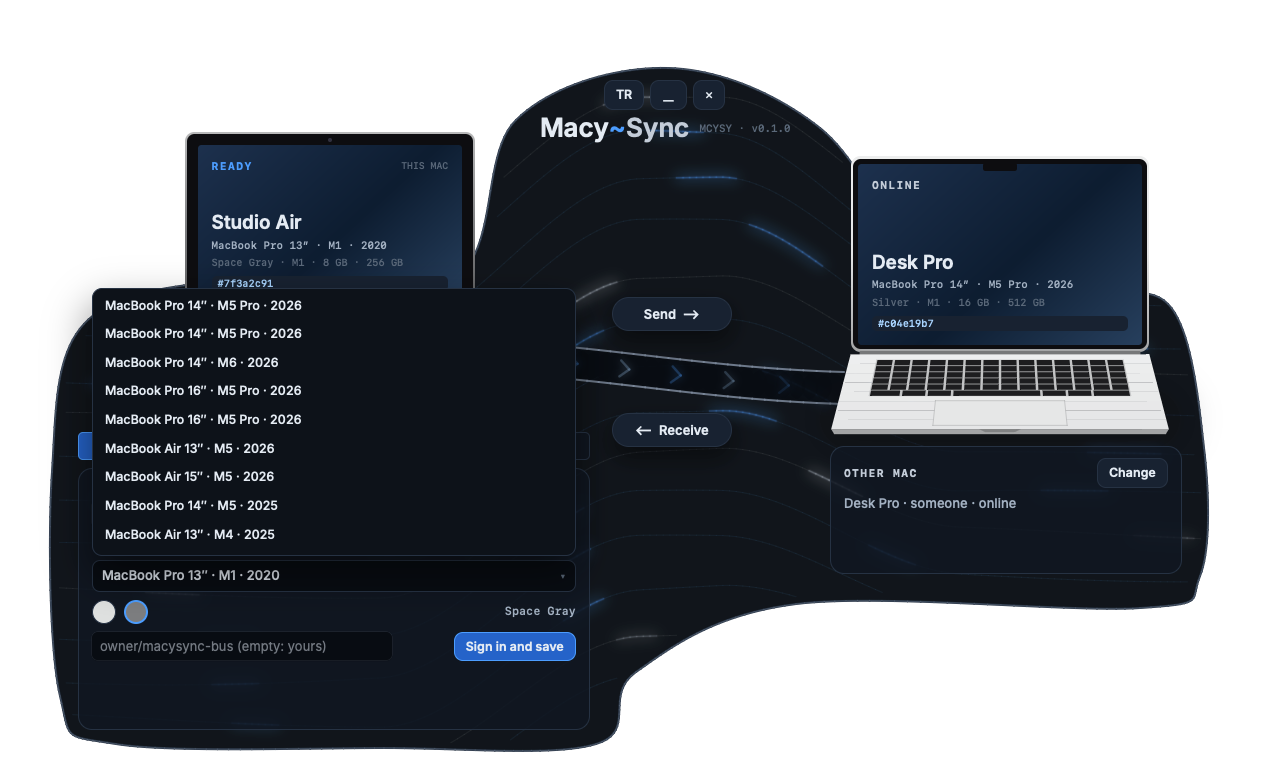 TR _ ×
Macy~Sync MCYSY · v0.1.0
READY THIS MAC
Studio Air
MacBook Pro 13″ · M1 · 2020
Space Gray · M1 · 8 GB · 256 GB
#7f3a2c91
ONLINE
Desk Pro
MacBook Pro 14″ · M5 Pro · 2026
Silver · M1 · 16 GB · 512 GB
#c04e19b7
Send →
← Receive
MacBook Pro 14″ · M5 Pro · 2026
MacBook Pro 14″ · M5 Pro · 2026
MacBook Pro 14″ · M6 · 2026
MacBook Pro 16″ · M5 Pro · 2026
MacBook Pro 16″ · M5 Pro · 2026
MacBook Air 13″ · M5 · 2026
MacBook Air 15″ · M5 · 2026
MacBook Pro 14″ · M5 · 2025
MacBook Air 13″ · M4 · 2025
MacBook Pro 13″ · M1 · 2020
Space Gray
owner/macysync-bus (empty: yours)
Sign in and save
OTHER MAC
Change
Desk Pro · someone · online